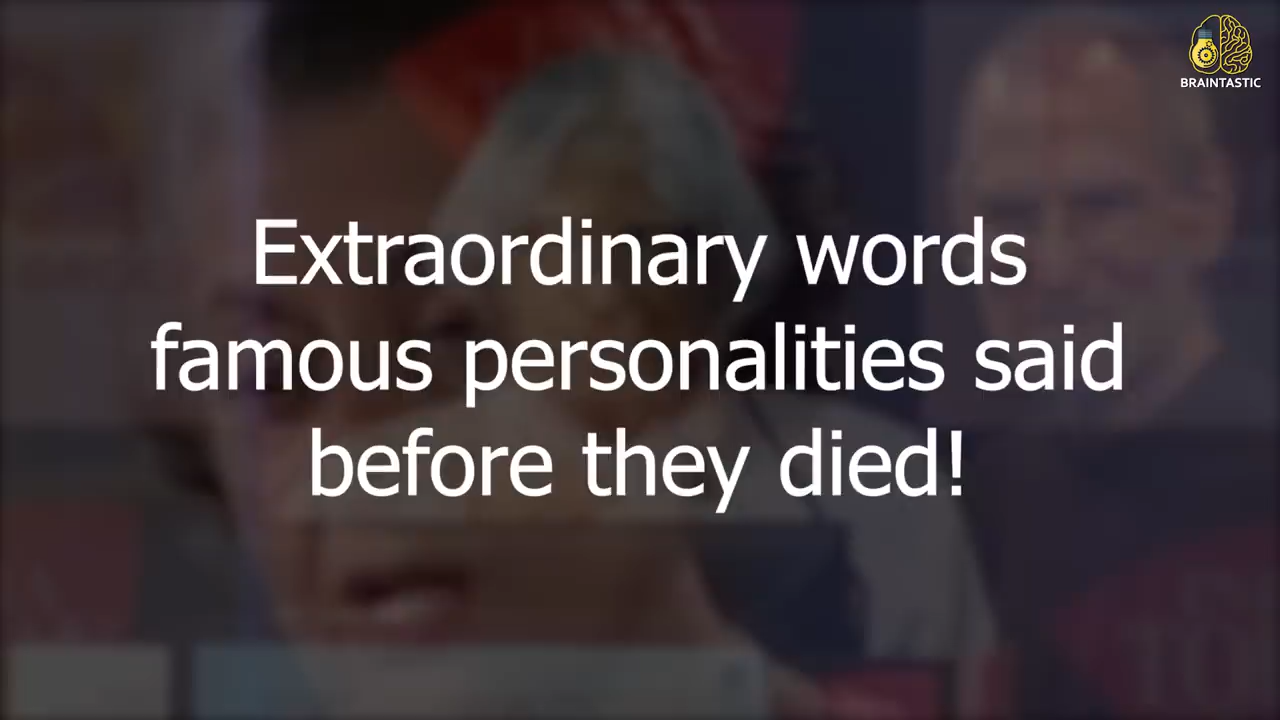 BRAINTASTIC
Extraordinary words
famous personalities said
before they died!